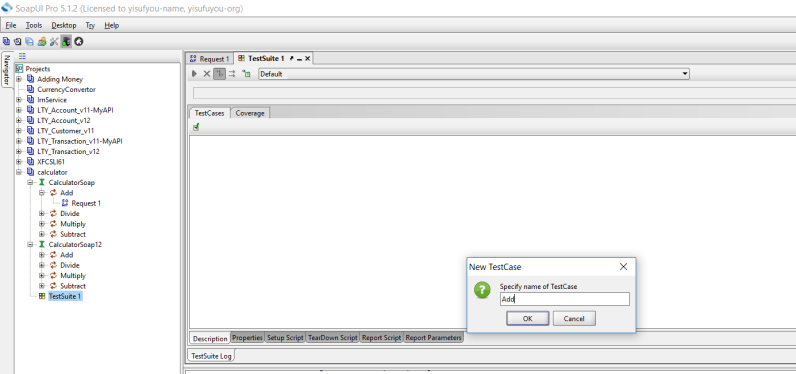 SoapUI Pro 5.1.2 (Licensed to yisufyou-name, yisufuyou-org)
File Tools Desktop Try Help
Navigator
Projects
Adding Money
CurrencyConvertor
ImService
LTY_Account_v11-MyAPI
LTY_Account_v12
LTY_Customer_v11
LTY_Transaction_v11-MyAPI
LTY_Transaction_v12
XFCSLI61
calculator
CalculatorSoap
Add
Request 1
Divide
Multiply
Subtract
CalculatorSoap12
Add
Divide
Multiply
Subtract
TestSuite 1
Request 1 TestSuite 1
Default
TestCases Coverage
New TestCase
Specify name of TestCase
Add
OK Cancel
Description Properties Setup Script TearDown Script Report Script Report Parameters
TestSuite Log